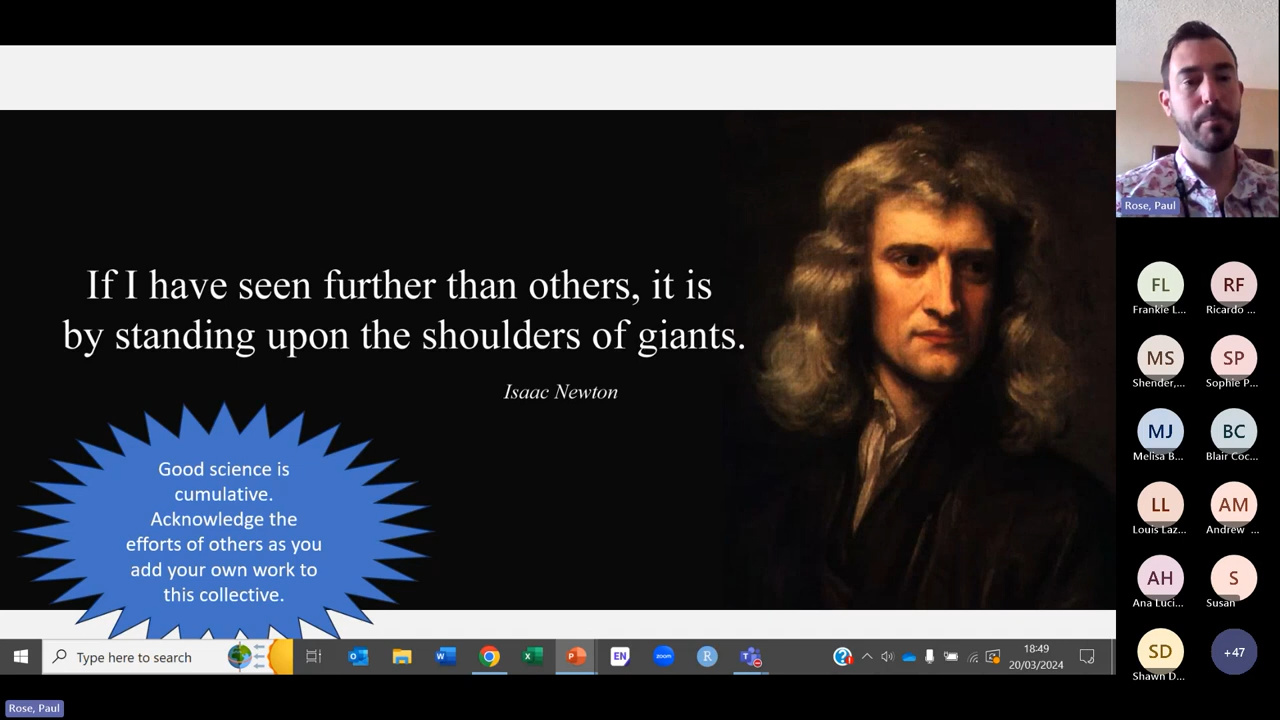 If I have seen further than others, it is
by standing upon the shoulders of giants.
Isaac Newton
Good science is
cumulative.
Acknowledge the
efforts of others as you
add your own work to
this collective.
Rose, Paul
FL
Frankie L...
RF
Ricardo ...
MS
Shender,...
SP
Sophie P...
MJ
Melisa B...
BC
Blair Coc...
LL
Louis Laz...
AM
Andrew ...
AH
Ana Luci...
S
Susan
SD
Shawn D...
+47
Type here to search
EN
zoom
R
18:49
20/03/2024
Rose, Paul